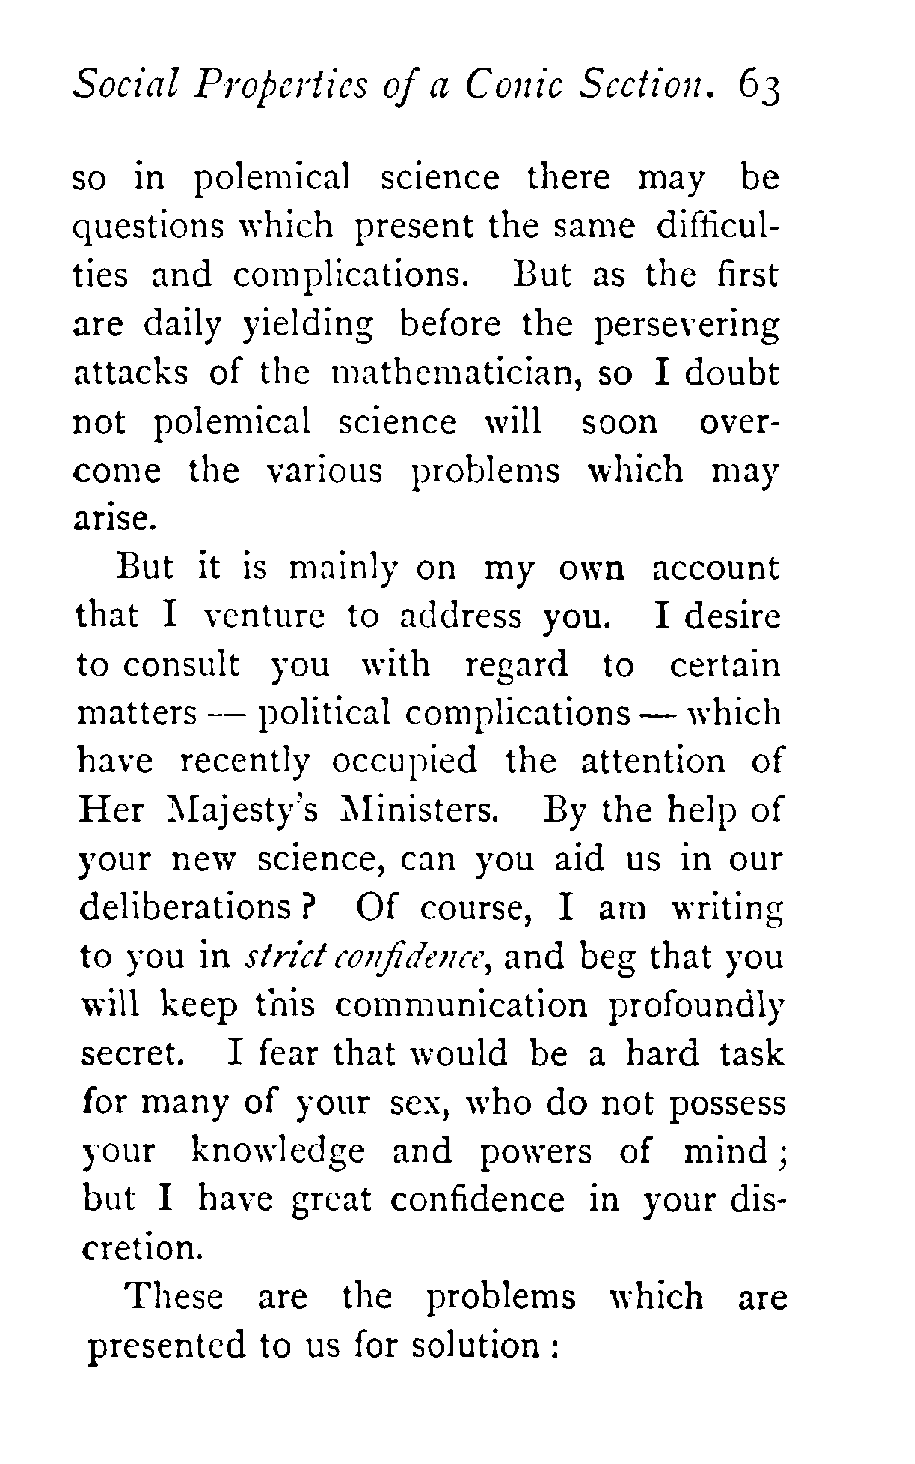 Social Properties of a Conic Section. 63
so in polemical science there may be
questions which present the same difficul-
ties and complications. But as the first
are daily yielding before the persevering
attacks of the mathematician, so I doubt
not polemical science will soon over-
come the various problems which may
arise.
But it is mainly on my own account
that I venture to address you. I desire
to consult you with regard to certain
matters — political complications — which
have recently occupied the attention of
Her Majesty's Ministers. By the help of
your new science, can you aid us in our
deliberations ? Of course, I am writing
to you in strict confidence, and beg that you
will keep this communication profoundly
secret. I fear that would be a hard task
for many of your sex, who do not possess
your knowledge and powers of mind ;
but I have great confidence in your dis-
cretion.
These are the problems which are
presented to us for solution :